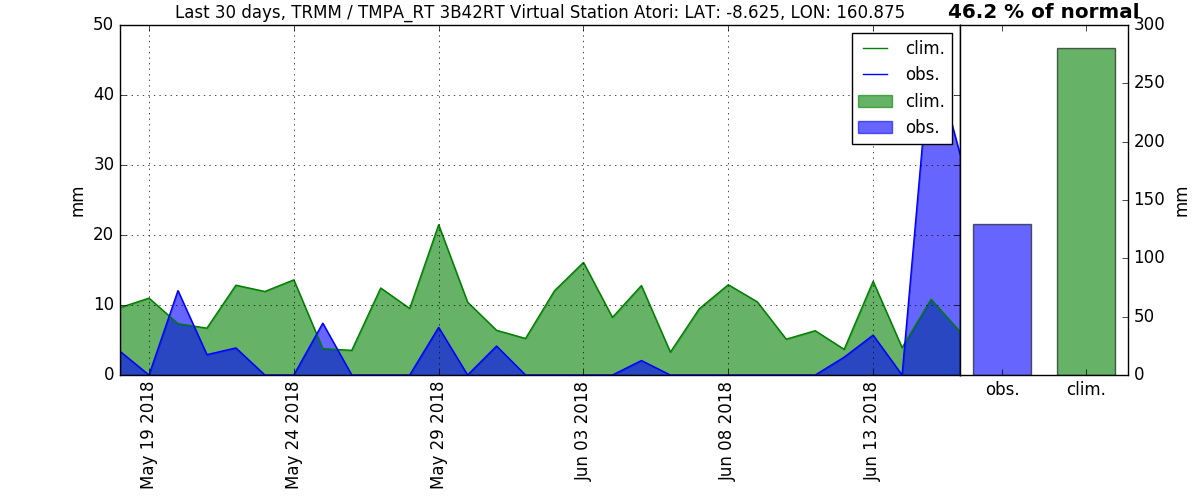 Last 30 days, TRMM / TMPA_RT 3B42RT Virtual Station Atori: LAT: -8.625, LON: 160.875
46.2 % of normal
50
40
30
20
10
0
mm
clim.
obs.
clim.
obs.
300
250
200
150
100
50
0
mm
May 19 2018
May 24 2018
May 29 2018
Jun 03 2018
Jun 08 2018
Jun 13 2018
obs.
clim.